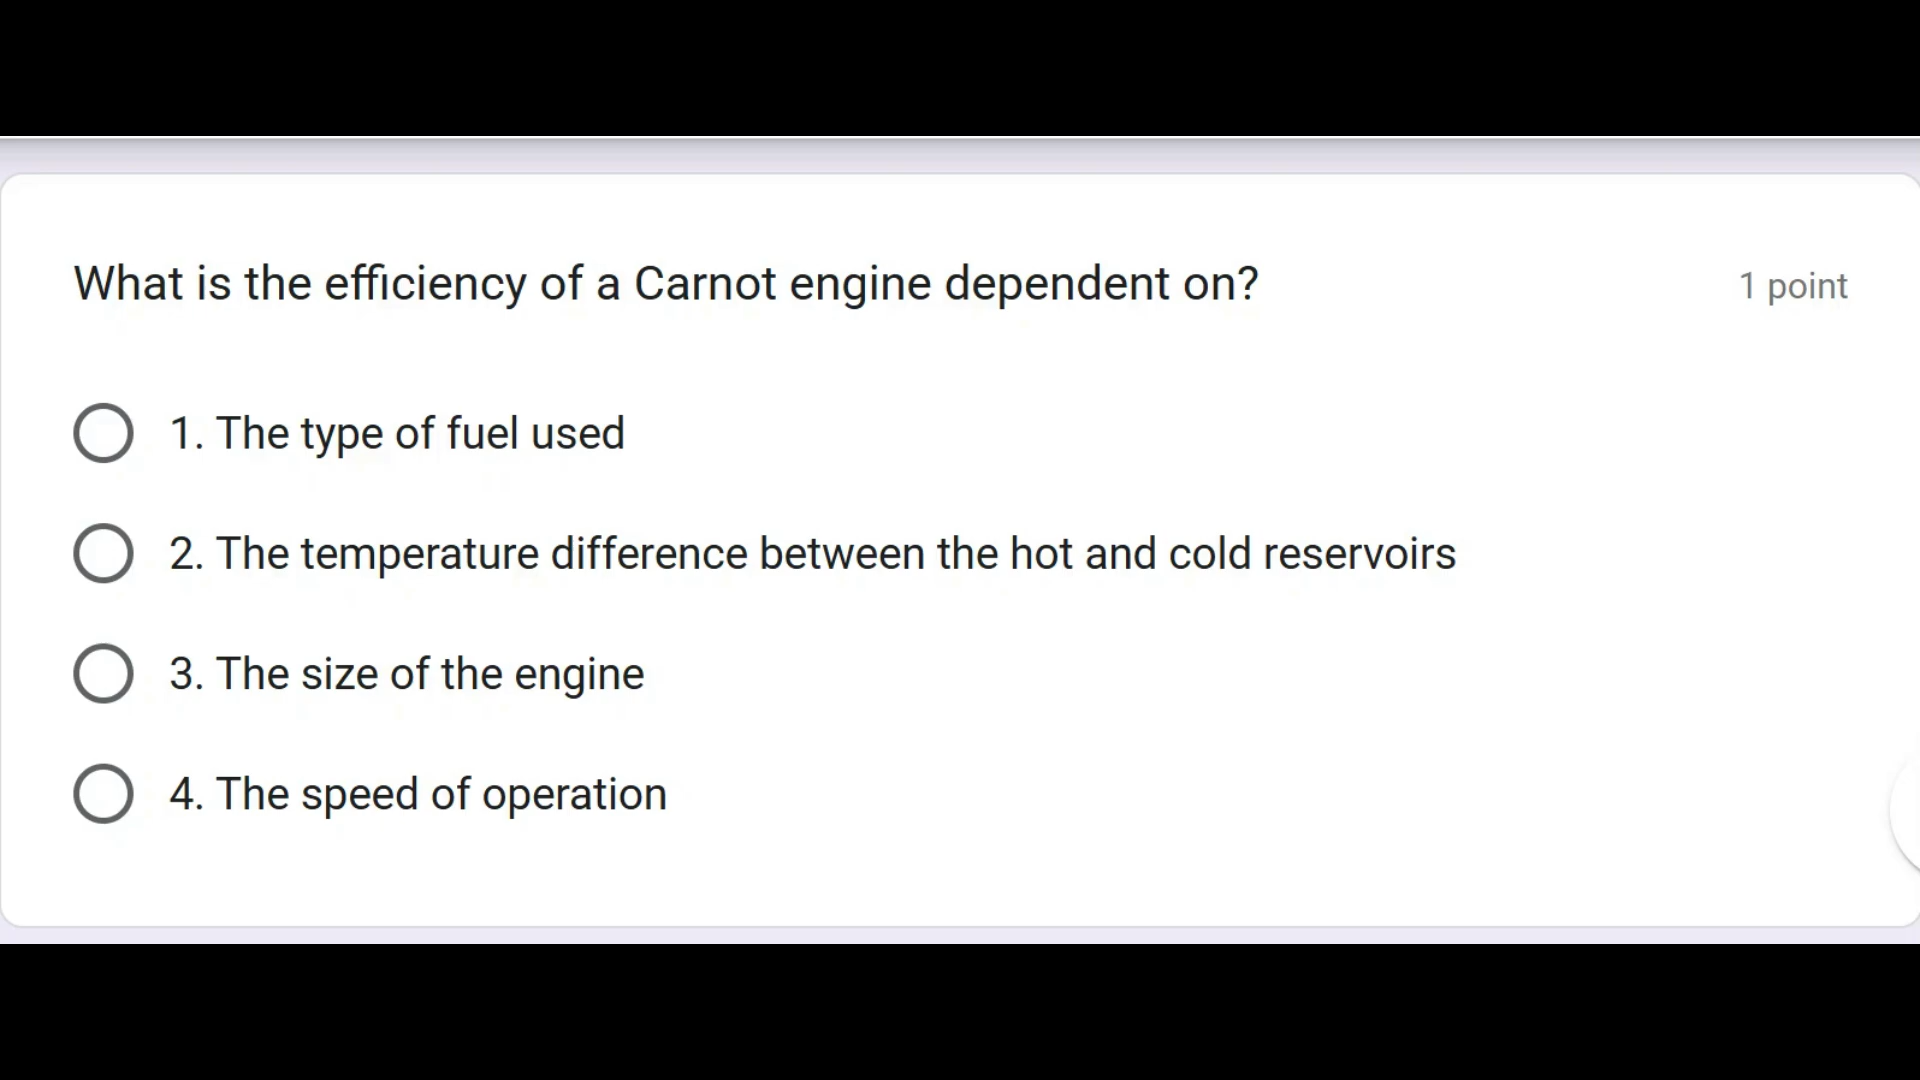 What is the efficiency of a Carnot engine dependent on?
1 point
1. The type of fuel used
2. The temperature difference between the hot and cold reservoirs
3. The size of the engine
4. The speed of operation